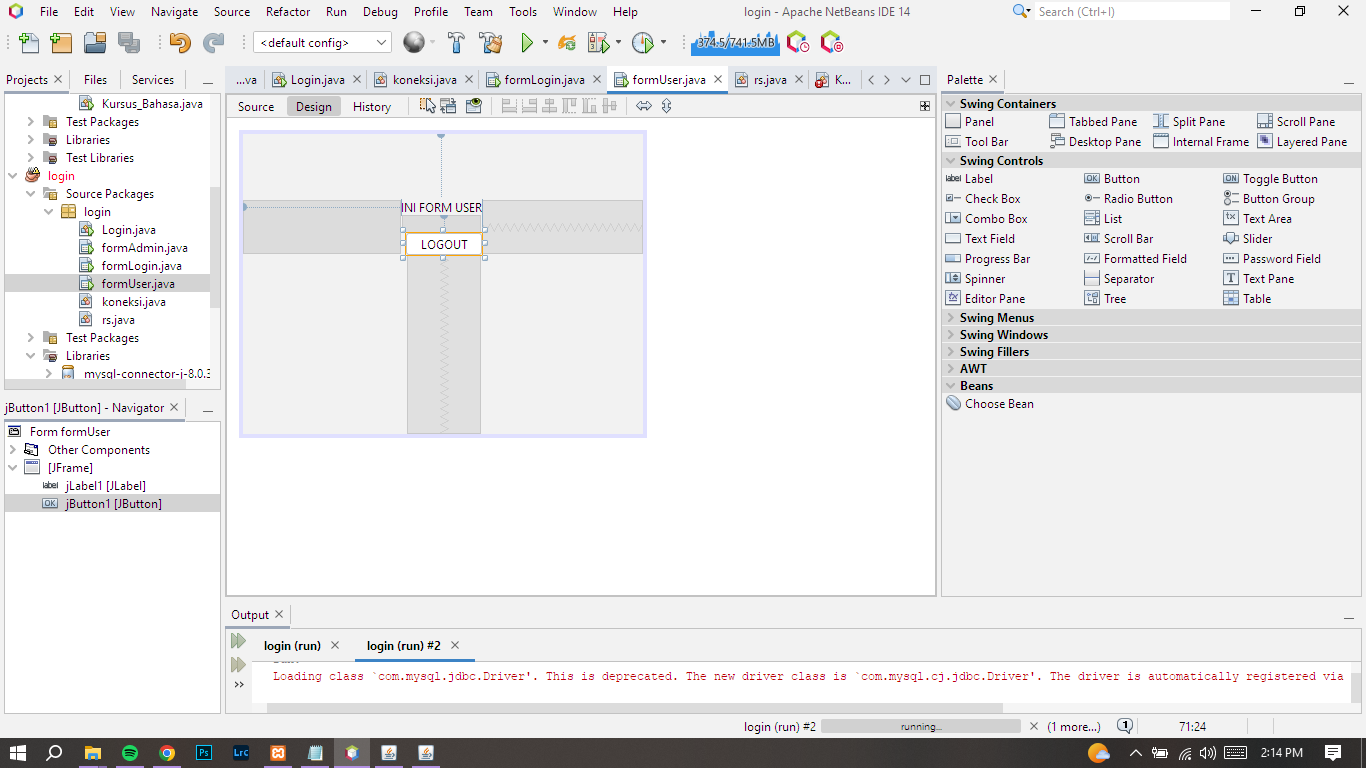 File Edit View Navigate Source Refactor Run Debug Profile Team Tools Window Help
login - Apache NetBeans IDE 14
Search (Ctrl+I)
<default config>
374.5/741.5MB
Projects Files Services
Kursus_Bahasa.java
Test Packages
Libraries
Test Libraries
login
Source Packages
login
Login.java
formAdmin.java
formLogin.java
formUser.java
koneksi.java
rs.java
Test Packages
Libraries
mysql-connector-j-8.0.3
jButton1 [JButton] - Navigator
Form formUser
Other Components
[JFrame]
label jLabel1 [JLabel]
OK jButton1 [JButton]
...va Login.java koneksi.java formLogin.java formUser.java rs.java K...
Source Design History
INI FORM USER
LOGOUT
Palette
Swing Containers
Panel Tabbed Pane Split Pane Scroll Pane
Tool Bar Desktop Pane Internal Frame Layered Pane
Swing Controls
label Label OK Button ON Toggle Button
Check Box Radio Button Button Group
Combo Box List Text Area
Text Field Scroll Bar Slider
Progress Bar Formatted Field Password Field
Spinner Separator Text Pane
Editor Pane Tree Table
Swing Menus
Swing Windows
Swing Fillers
AWT
Beans
Choose Bean
Output
login (run) login (run) #2
Loading class `com.mysql.jdbc.Driver'. This is deprecated. The new driver class is `com.mysql.cj.jdbc.Driver'. The driver is automatically registered via
login (run) #2 running... (1 more...) 1 71:24
Ps LrC 2:14 PM